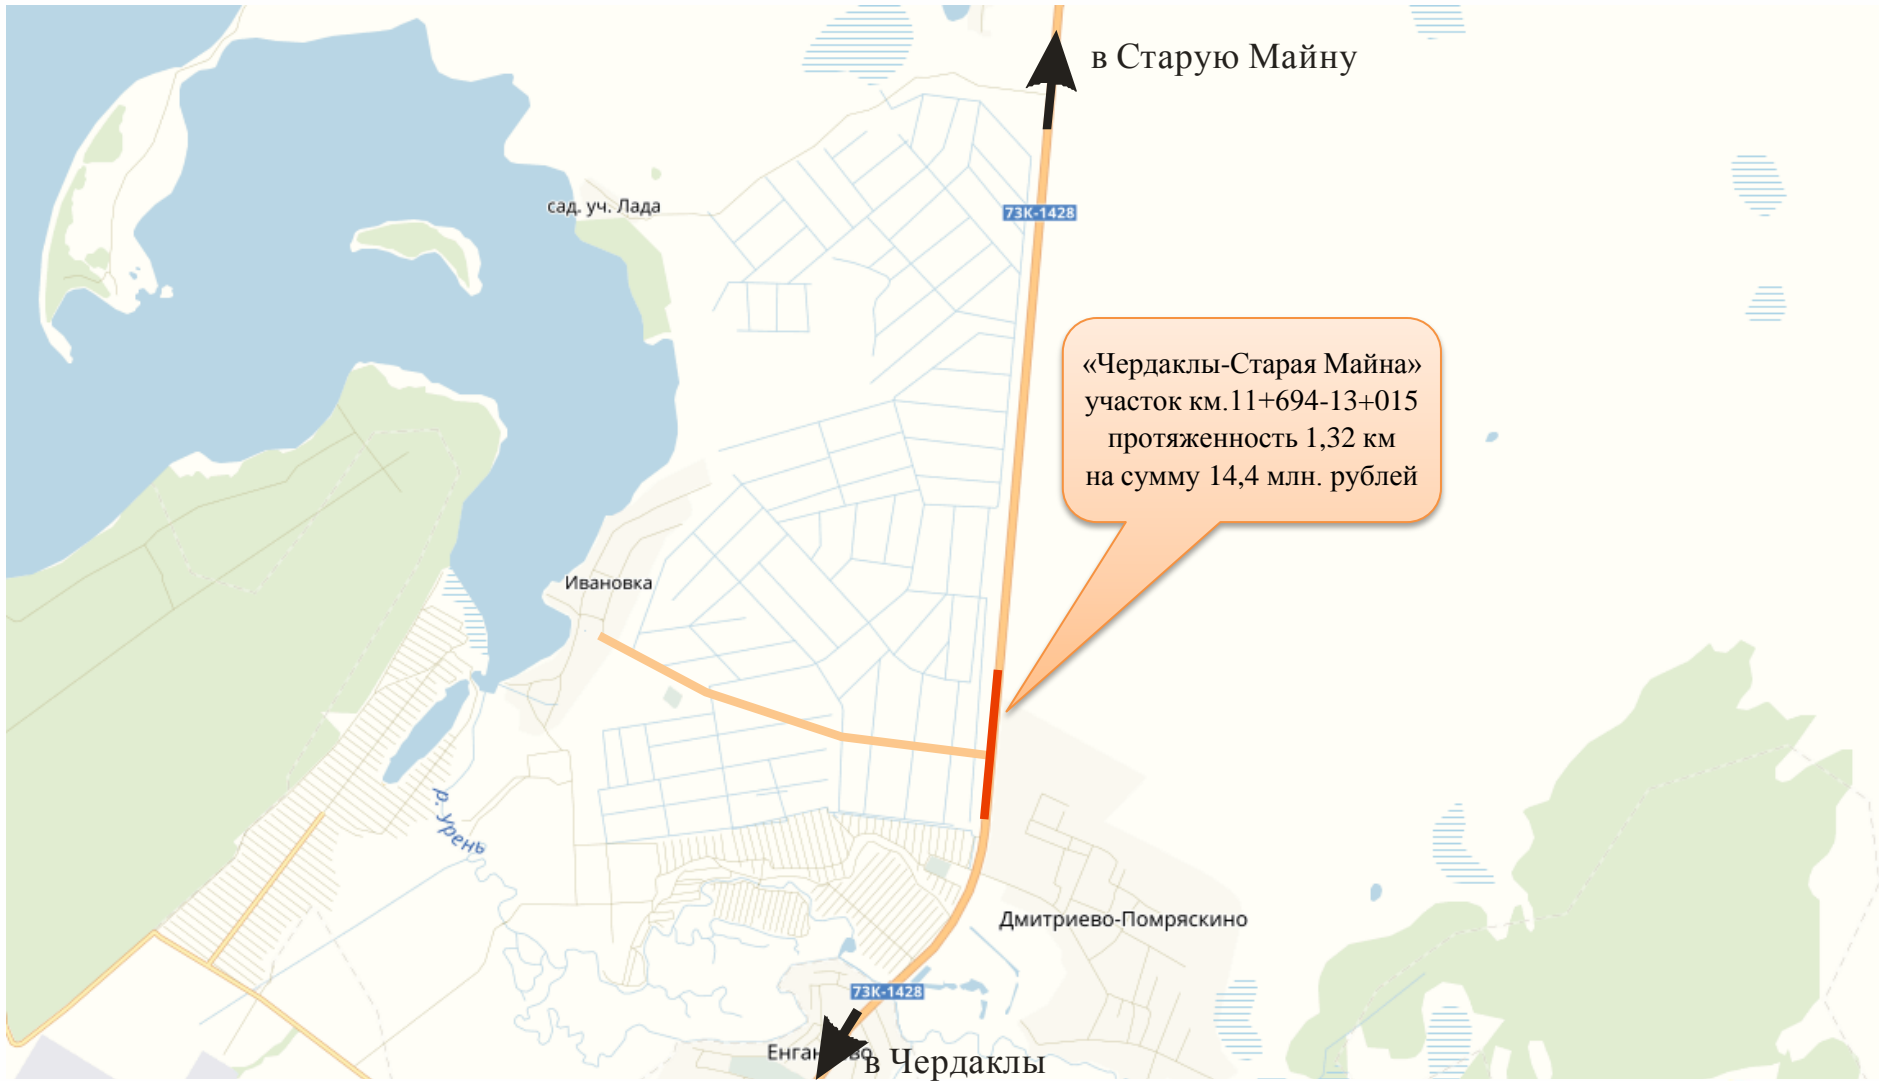 в Старую Майну
сад. уч. Лада
73К-1428
«Чердаклы-Старая Майна»
участок км.11+694-13+015
протяженность 1,32 км
на сумму 14,4 млн. рублей
Ивановка
р. Урень
Дмитриево-Помряскино
73К-1428
в Чердаклы